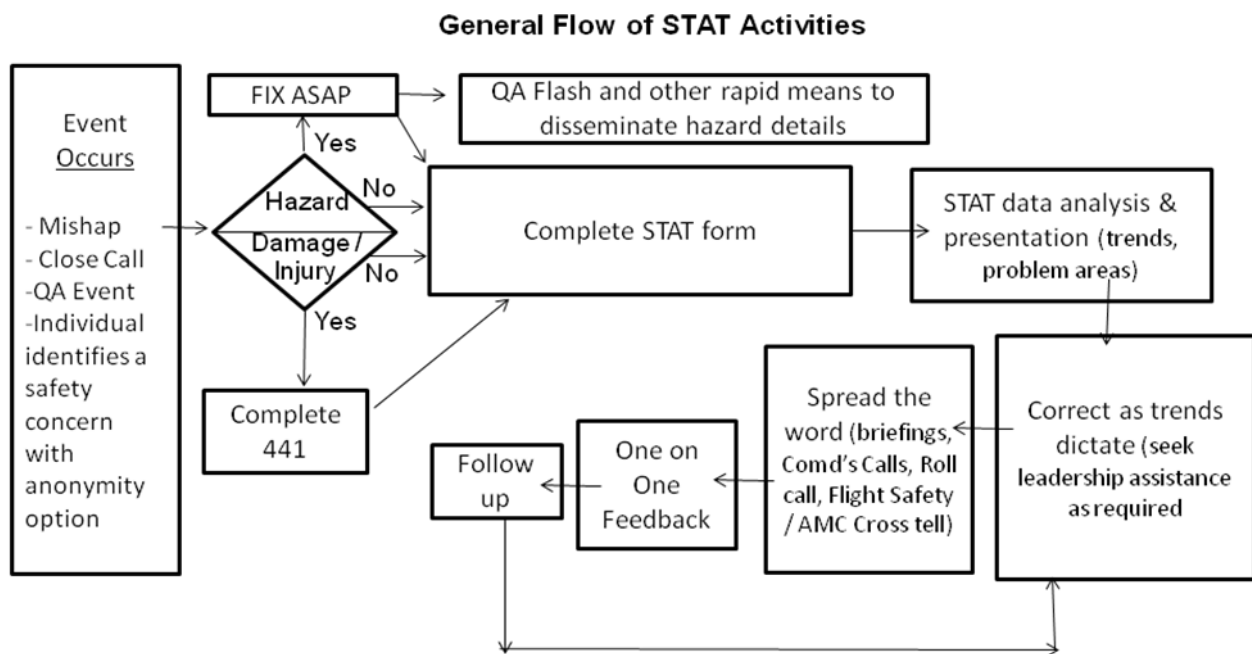 General Flow of STAT Activities
Event
Occurs
- Mishap
- Close Call
-QA Event
-Individual
identifies a
safety
concern
with
anonymity
option
FIX ASAP
QA Flash and other rapid means to
disseminate hazard details
Yes
Hazard
No
Damage /
Injury
No
Yes
Complete
441
Complete STAT form
STAT data analysis &
presentation (trends,
problem areas)
Correct as trends
dictate (seek
leadership assistance
as required
Spread the
word (briefings,
Comd's Calls, Roll
call, Flight Safety
/ AMC Cross tell)
One on
One
Feedback
Follow
up